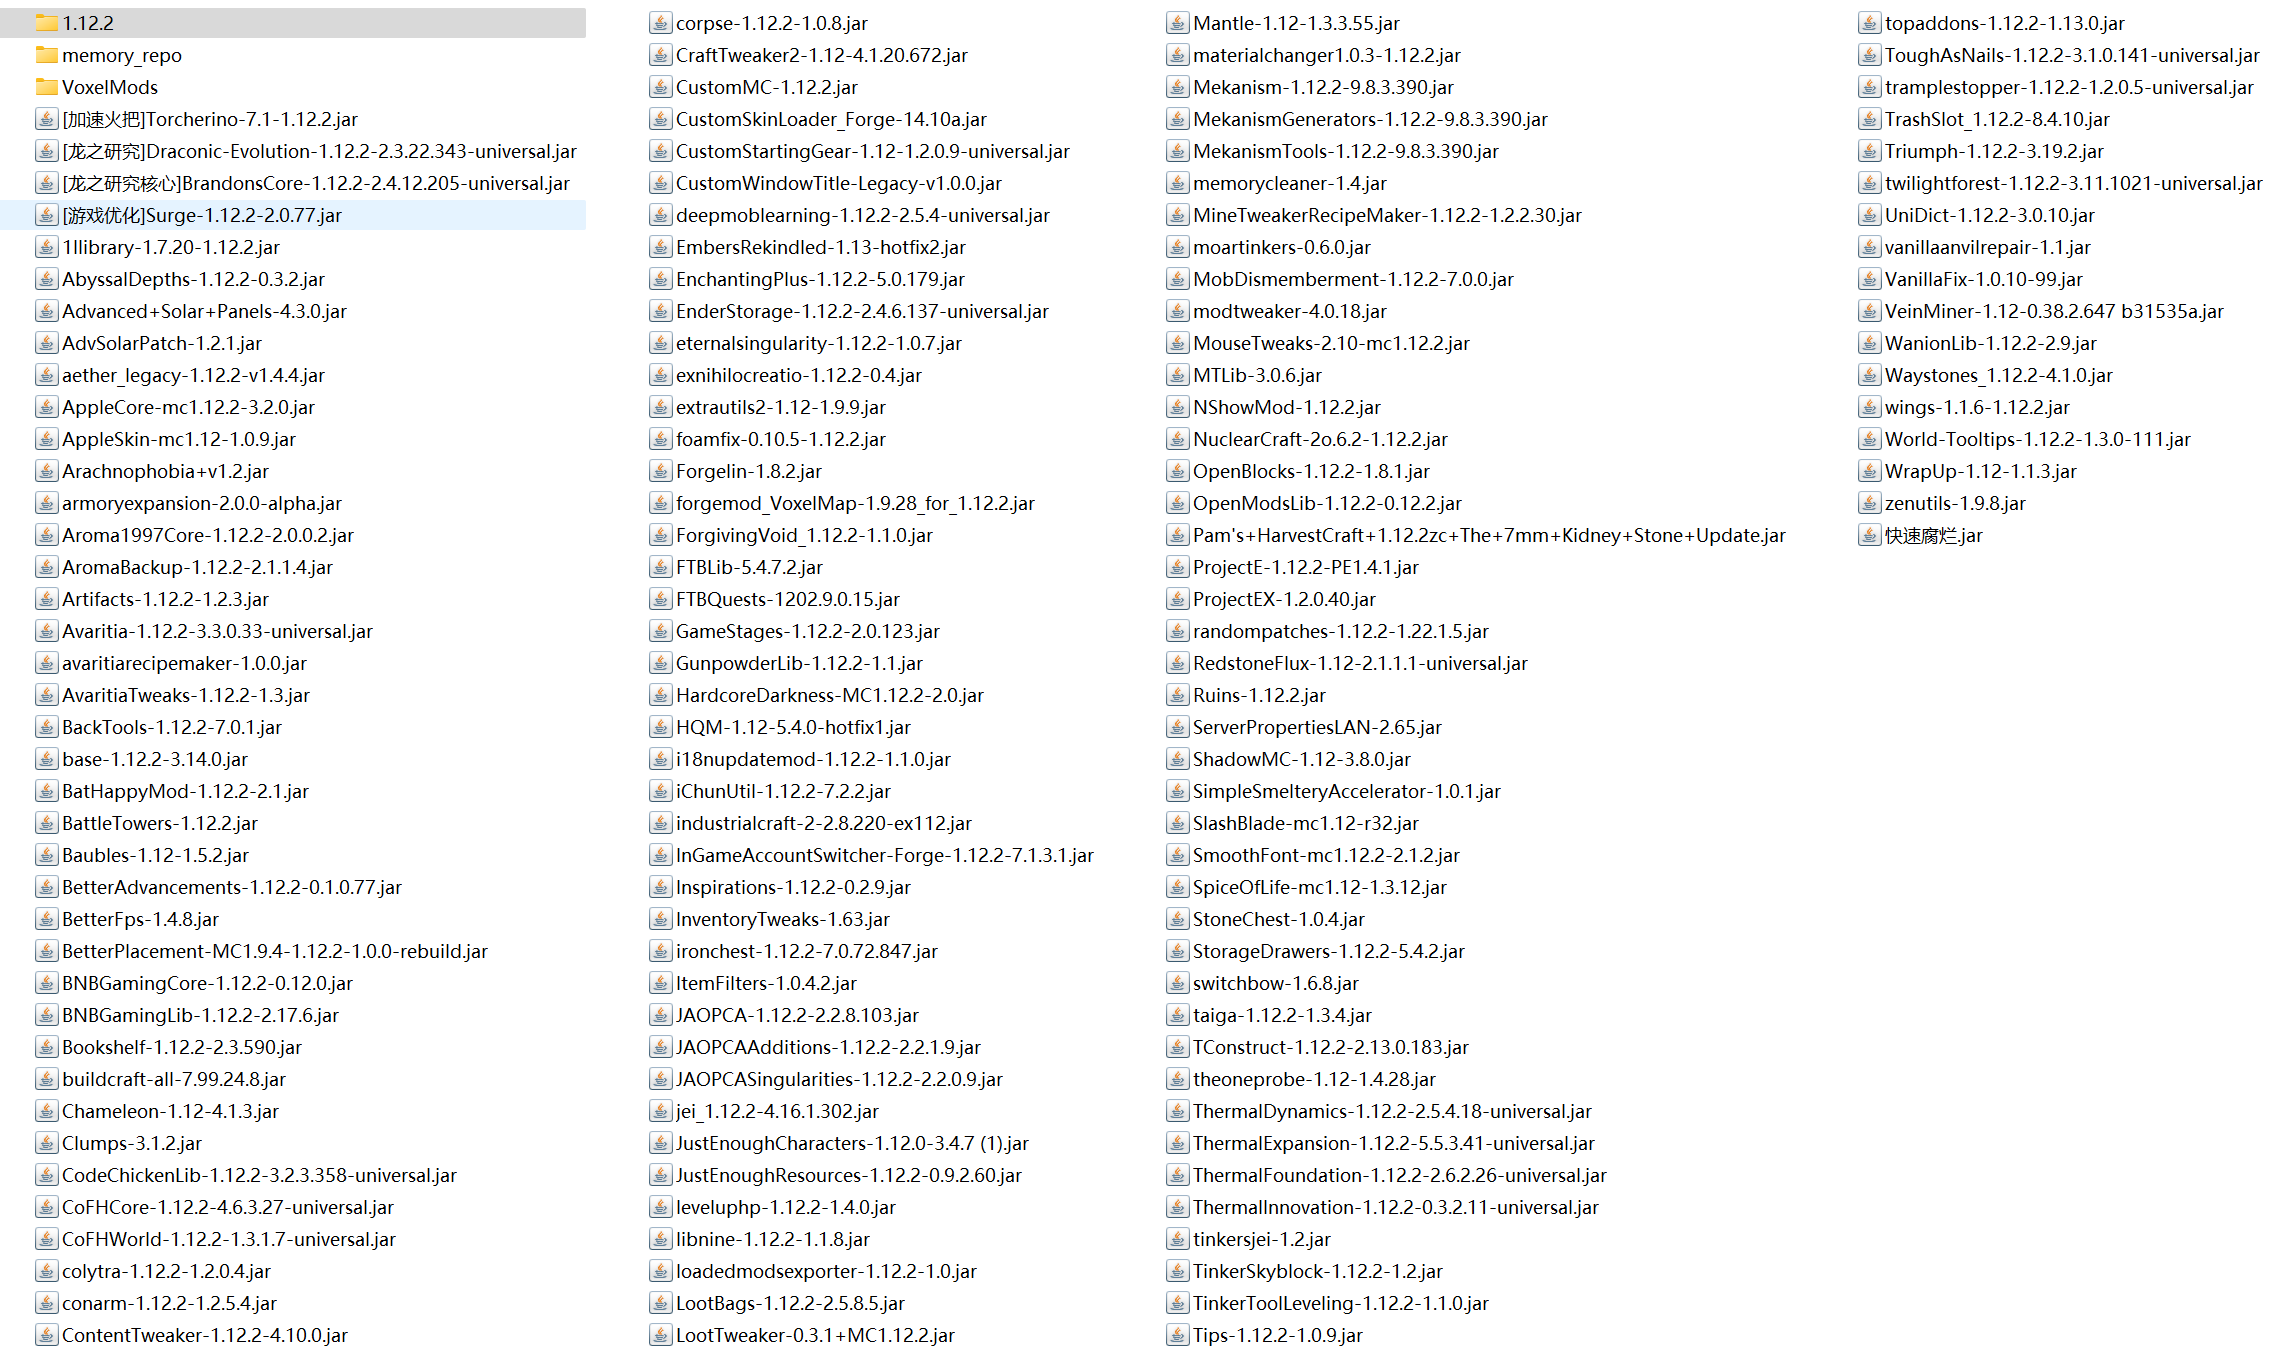 1.12.2
memory_repo
VoxelMods
[加速火把]Torcherino-7.1-1.12.2.jar
[龙之研究]Draconic-Evolution-1.12.2-2.3.22.343-universal.jar
[龙之研究核心]BrandonsCore-1.12.2-2.4.12.205-universal.jar
[游戏优化]Surge-1.12.2-2.0.77.jar
1llibrary-1.7.20-1.12.2.jar
AbyssalDepths-1.12.2-0.3.2.jar
Advanced+Solar+Panels-4.3.0.jar
AdvSolarPatch-1.2.1.jar
aether_legacy-1.12.2-v1.4.4.jar
AppleCore-mc1.12.2-3.2.0.jar
AppleSkin-mc1.12-1.0.9.jar
Arachnophobia+v1.2.jar
armoryexpansion-2.0.0-alpha.jar
Aroma1997Core-1.12.2-2.0.0.2.jar
AromaBackup-1.12.2-2.1.1.4.jar
Artifacts-1.12.2-1.2.3.jar
Avaritia-1.12.2-3.3.0.33-universal.jar
avaritiarecipemaker-1.0.0.jar
AvaritiaTweaks-1.12.2-1.3.jar
BackTools-1.12.2-7.0.1.jar
base-1.12.2-3.14.0.jar
BatHappyMod-1.12.2-2.1.jar
BattleTowers-1.12.2.jar
Baubles-1.12-1.5.2.jar
BetterAdvancements-1.12.2-0.1.0.77.jar
BetterFps-1.4.8.jar
BetterPlacement-MC1.9.4-1.12.2-1.0.0-rebuild.jar
BNBGamingCore-1.12.2-0.12.0.jar
BNBGamingLib-1.12.2-2.17.6.jar
Bookshelf-1.12.2-2.3.590.jar
buildcraft-all-7.99.24.8.jar
Chameleon-1.12-4.1.3.jar
Clumps-3.1.2.jar
CodeChickenLib-1.12.2-3.2.3.358-universal.jar
CoFHCore-1.12.2-4.6.3.27-universal.jar
CoFHWorld-1.12.2-1.3.1.7-universal.jar
colytra-1.12.2-1.2.0.4.jar
conarm-1.12.2-1.2.5.4.jar
ContentTweaker-1.12.2-4.10.0.jar
corpse-1.12.2-1.0.8.jar
CraftTweaker2-1.12-4.1.20.672.jar
CustomMC-1.12.2.jar
CustomSkinLoader_Forge-14.10a.jar
CustomStartingGear-1.12-1.2.0.9-universal.jar
CustomWindowTitle-Legacy-v1.0.0.jar
deepmoblearning-1.12.2-2.5.4-universal.jar
EmbersRekindled-1.13-hotfix2.jar
EnchantingPlus-1.12.2-5.0.179.jar
EnderStorage-1.12.2-2.4.6.137-universal.jar
eternalsingularity-1.12.2-1.0.7.jar
exnihilocreatio-1.12.2-0.4.jar
extrautils2-1.12-1.9.9.jar
foamfix-0.10.5-1.12.2.jar
Forgelin-1.8.2.jar
forgemod_VoxelMap-1.9.28_for_1.12.2.jar
ForgivingVoid_1.12.2-1.1.0.jar
FTBLib-5.4.7.2.jar
FTBQuests-1202.9.0.15.jar
GameStages-1.12.2-2.0.123.jar
GunpowderLib-1.12.2-1.1.jar
HardcoreDarkness-MC1.12.2-2.0.jar
HQM-1.12-5.4.0-hotfix1.jar
i18nupdatemod-1.12.2-1.1.0.jar
iChunUtil-1.12.2-7.2.2.jar
industrialcraft-2-2.8.220-ex112.jar
InGameAccountSwitcher-Forge-1.12.2-7.1.3.1.jar
Inspirations-1.12.2-0.2.9.jar
InventoryTweaks-1.63.jar
ironchest-1.12.2-7.0.72.847.jar
ItemFilters-1.0.4.2.jar
JAOPCA-1.12.2-2.2.8.103.jar
JAOPCAAdditions-1.12.2-2.2.1.9.jar
JAOPCASingularities-1.12.2-2.2.0.9.jar
jei_1.12.2-4.16.1.302.jar
JustEnoughCharacters-1.12.0-3.4.7 (1).jar
JustEnoughResources-1.12.2-0.9.2.60.jar
leveluphp-1.12.2-1.4.0.jar
libnine-1.12.2-1.1.8.jar
loadedmodsexporter-1.12.2-1.0.jar
LootBags-1.12.2-2.5.8.5.jar
LootTweaker-0.3.1+MC1.12.2.jar
Mantle-1.12-1.3.3.55.jar
materialchanger1.0.3-1.12.2.jar
Mekanism-1.12.2-9.8.3.390.jar
MekanismGenerators-1.12.2-9.8.3.390.jar
MekanismTools-1.12.2-9.8.3.390.jar
memorycleaner-1.4.jar
MineTweakerRecipeMaker-1.12.2-1.2.2.30.jar
moartinkers-0.6.0.jar
MobDismemberment-1.12.2-7.0.0.jar
modtweaker-4.0.18.jar
MouseTweaks-2.10-mc1.12.2.jar
MTLib-3.0.6.jar
NShowMod-1.12.2.jar
NuclearCraft-2o.6.2-1.12.2.jar
OpenBlocks-1.12.2-1.8.1.jar
OpenModsLib-1.12.2-0.12.2.jar
Pam's+HarvestCraft+1.12.2zc+The+7mm+Kidney+Stone+Update.jar
ProjectE-1.12.2-PE1.4.1.jar
ProjectEX-1.2.0.40.jar
randompatches-1.12.2-1.22.1.5.jar
RedstoneFlux-1.12-2.1.1.1-universal.jar
Ruins-1.12.2.jar
ServerPropertiesLAN-2.65.jar
ShadowMC-1.12-3.8.0.jar
SimpleSmelteryAccelerator-1.0.1.jar
SlashBlade-mc1.12-r32.jar
SmoothFont-mc1.12.2-2.1.2.jar
SpiceOfLife-mc1.12-1.3.12.jar
StoneChest-1.0.4.jar
StorageDrawers-1.12.2-5.4.2.jar
switchbow-1.6.8.jar
taiga-1.12.2-1.3.4.jar
TConstruct-1.12.2-2.13.0.183.jar
theoneprobe-1.12-1.4.28.jar
ThermalDynamics-1.12.2-2.5.4.18-universal.jar
ThermalExpansion-1.12.2-5.5.3.41-universal.jar
ThermalFoundation-1.12.2-2.6.2.26-universal.jar
ThermalInnovation-1.12.2-0.3.2.11-universal.jar
tinkersjei-1.2.jar
TinkerSkyblock-1.12.2-1.2.jar
TinkerToolLeveling-1.12.2-1.1.0.jar
Tips-1.12.2-1.0.9.jar
topaddons-1.12.2-1.13.0.jar
ToughAsNails-1.12.2-3.1.0.141-universal.jar
tramplestopper-1.12.2-1.2.0.5-universal.jar
TrashSlot_1.12.2-8.4.10.jar
Triumph-1.12.2-3.19.2.jar
twilightforest-1.12.2-3.11.1021-universal.jar
UniDict-1.12.2-3.0.10.jar
vanillaanvilrepair-1.1.jar
VanillaFix-1.0.10-99.jar
VeinMiner-1.12-0.38.2.647 b31535a.jar
WanionLib-1.12.2-2.9.jar
Waystones_1.12.2-4.1.0.jar
wings-1.1.6-1.12.2.jar
World-Tooltips-1.12.2-1.3.0-111.jar
WrapUp-1.12-1.1.3.jar
zenutils-1.9.8.jar
快速腐烂.jar